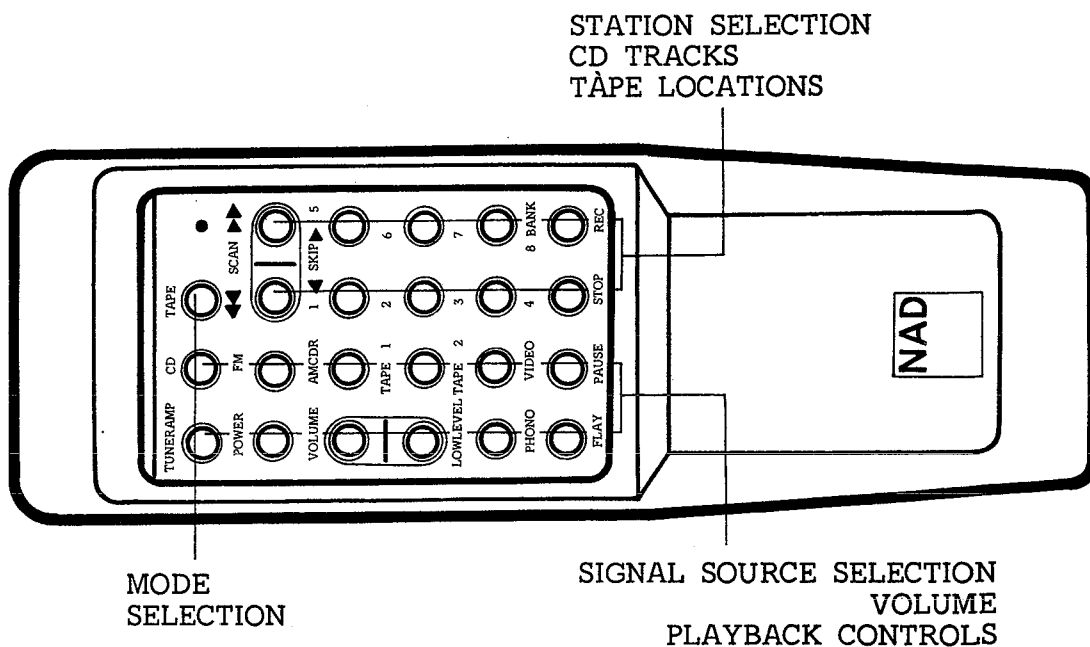 STATION SELECTION
CD TRACKS
TÀPE LOCATIONS
TUNERAMP CD TAPE
POWER FM ◀◀ SCAN ▶▶
VOLUME AMCDR 1 ◀ SKIP ▶ 5
TAPE 1 2 6
LOWLEVEL TAPE 2 3 7
PHONO VIDEO 4 8 BANK
FLAY PAUSE STOP REC
NAD
MODE
SELECTION
SIGNAL SOURCE SELECTION
VOLUME
PLAYBACK CONTROLS